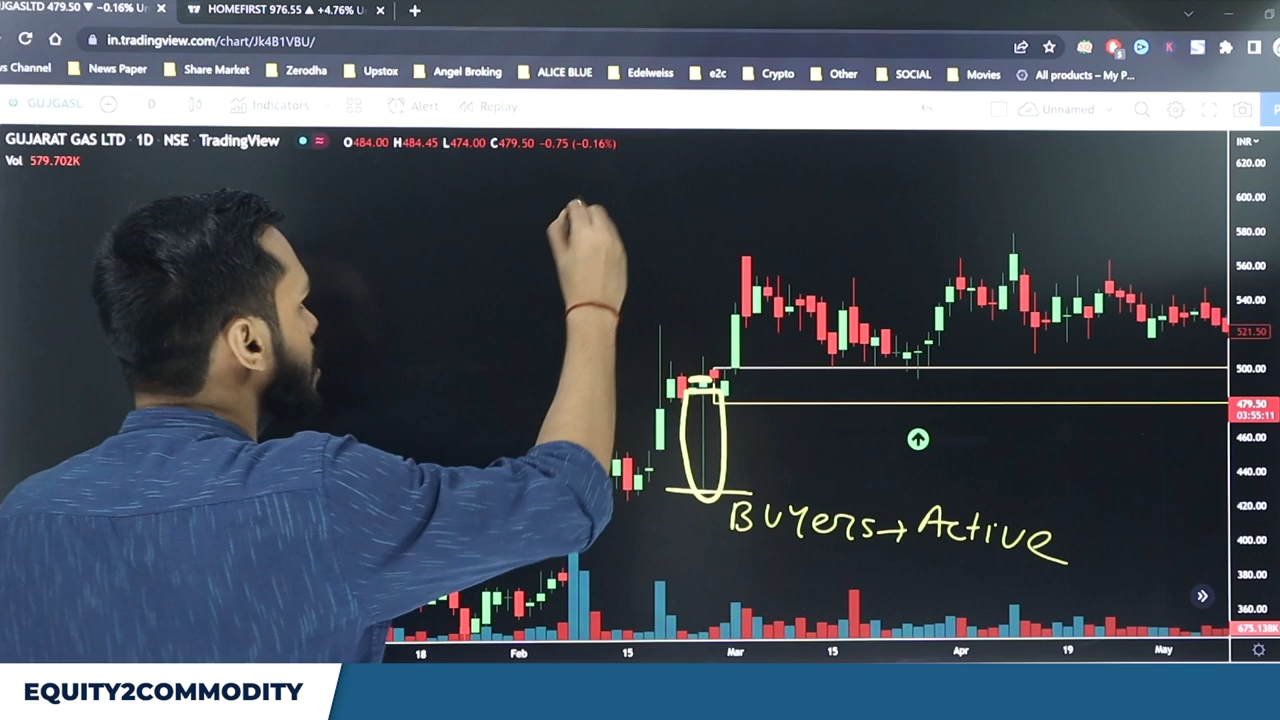 JGASLTD 479.50 ▼ −0.16% U
HOMEFIRST 976.55 ▲ +4.76% U
in.tradingview.com/chart/Jk4B1VBU/
vs Channel News Paper Share Market Zerodha Upstox Angel Broking ALICE BLUE Edelweiss e2c Crypto Other SOCIAL Movies All products – My P...
GUJGASL D Indicators Alert Replay Unnamed P
GUJARAT GAS LTD · 1D · NSE · TradingView O484.00 H484.45 L474.00 C479.50 −0.75 (−0.16%)
INR
Vol 579.702K
620.00
600.00
580.00
560.00
540.00
521.50
500.00
479.50
03:55:11
460.00
440.00
420.00
Buyers → Active
400.00
380.00
360.00
675.138K
18 Feb 15 Mar 15 Apr 19 May
EQUITY2COMMODITY